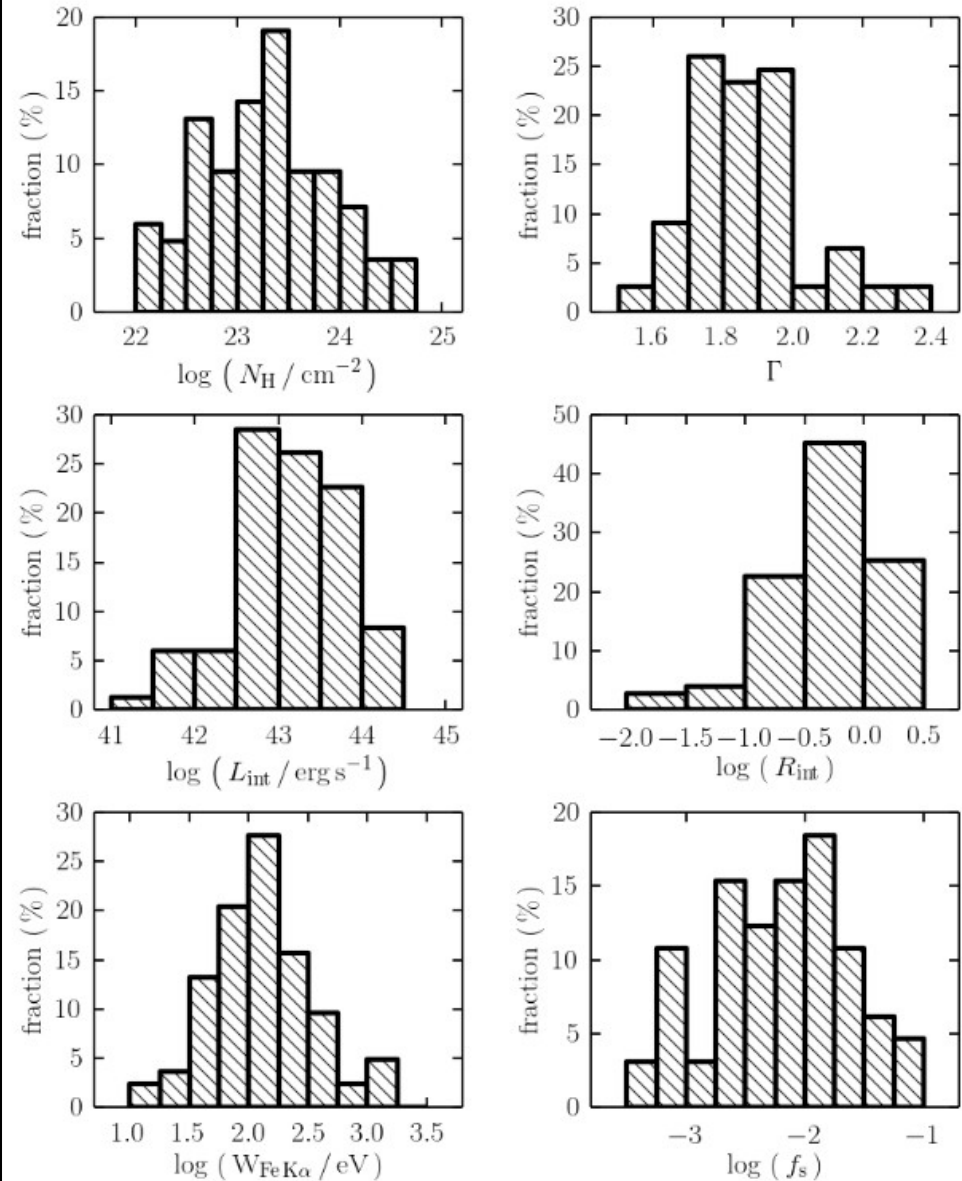 fraction (%)
20
15
10
5
0
22 23 24 25
log ( N_H / cm⁻² )
fraction (%)
30
25
20
15
10
5
0
1.6 1.8 2.0 2.2 2.4
Γ
fraction (%)
30
25
20
15
10
5
0
41 42 43 44 45
log ( L_int / erg s⁻¹ )
fraction (%)
50
40
30
20
10
0
−2.0 −1.5 −1.0 −0.5 0.0 0.5
log ( R_int )
fraction (%)
30
25
20
15
10
5
0
1.0 1.5 2.0 2.5 3.0 3.5
log ( W_Fe Kα / eV )
fraction (%)
20
15
10
5
0
−3 −2 −1
log ( f_s )